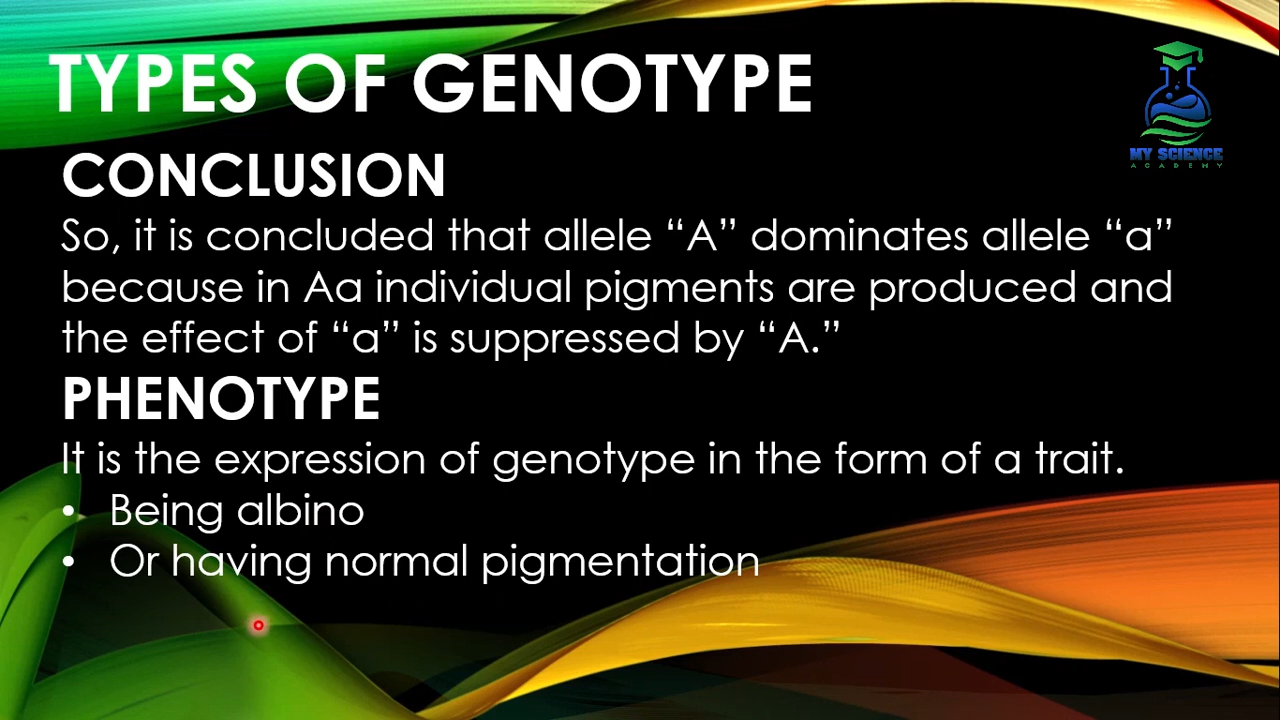 TYPES OF GENOTYPE
MY SCIENCE
ACADEMY
CONCLUSION
So, it is concluded that allele “A” dominates allele “a”
because in Aa individual pigments are produced and
the effect of “a” is suppressed by “A.”
PHENOTYPE
It is the expression of genotype in the form of a trait.
• Being albino
• Or having normal pigmentation